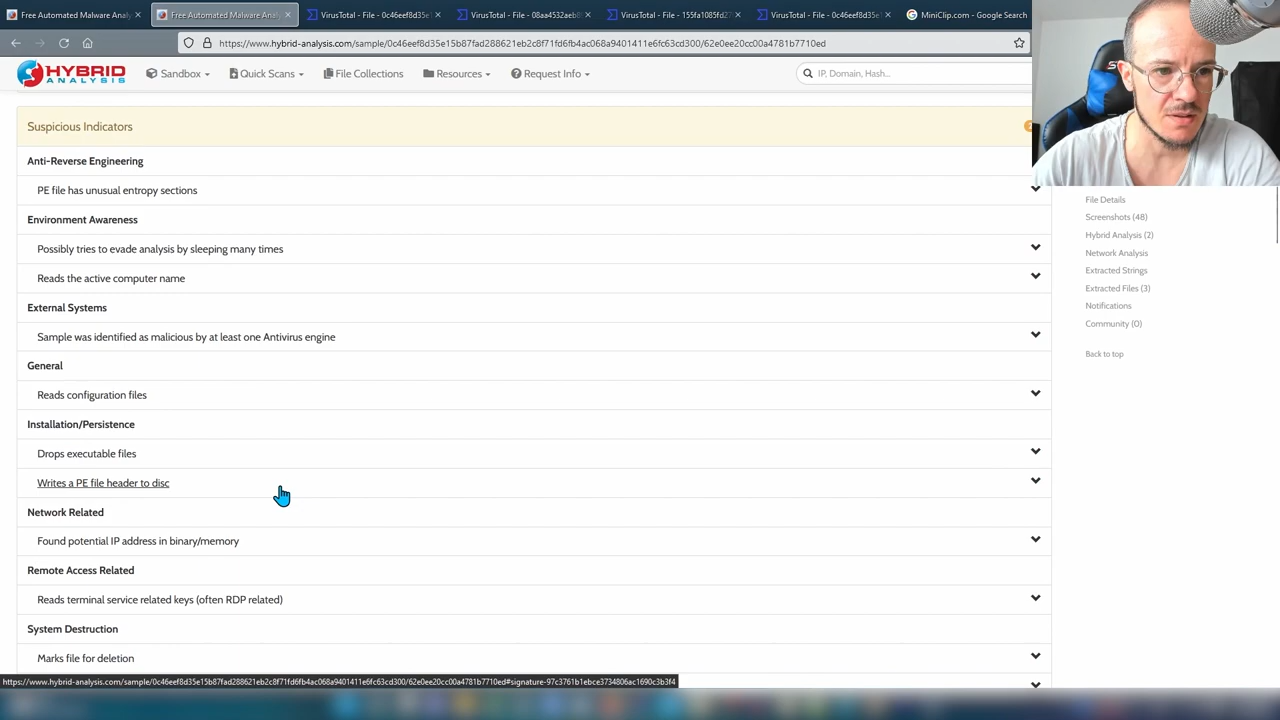 Free Automated Malware Anal
Free Automated Malware Anal
VirusTotal - File - 0c46eef8d35e1
VirusTotal - File - 08aa4532aeb8
VirusTotal - File - 155fa1085fd2
VirusTotal - File - 0c46eef8d35e1
MiniClip.com - Google Search
https://www.hybrid-analysis.com/sample/0c46eef8d35e15b87fad288621eb2c8f71fd6fb4ac068a9401411e6fc63cd300/62e0ee20cc00a4781b7710ed
HYBRID
ANALYSIS
Sandbox
Quick Scans
File Collections
Resources
Request Info
IP, Domain, Hash...
Suspicious Indicators
Anti-Reverse Engineering
PE file has unusual entropy sections
Environment Awareness
Possibly tries to evade analysis by sleeping many times
Reads the active computer name
External Systems
Sample was identified as malicious by at least one Antivirus engine
General
Reads configuration files
Installation/Persistence
Drops executable files
Writes a PE file header to disc
Network Related
Found potential IP address in binary/memory
Remote Access Related
Reads terminal service related keys (often RDP related)
System Destruction
Marks file for deletion
File Details
Screenshots (48)
Hybrid Analysis (2)
Network Analysis
Extracted Strings
Extracted Files (3)
Notifications
Community (0)
Back to top
https://www.hybrid-analysis.com/sample/0c46eef8d35e15b87fad288621eb2c8f71fd6fb4ac068a9401411e6fc63cd300/62e0ee20cc00a4781b7710ed#signature-97c3761b1ebce3734806ac1690c3b3f4